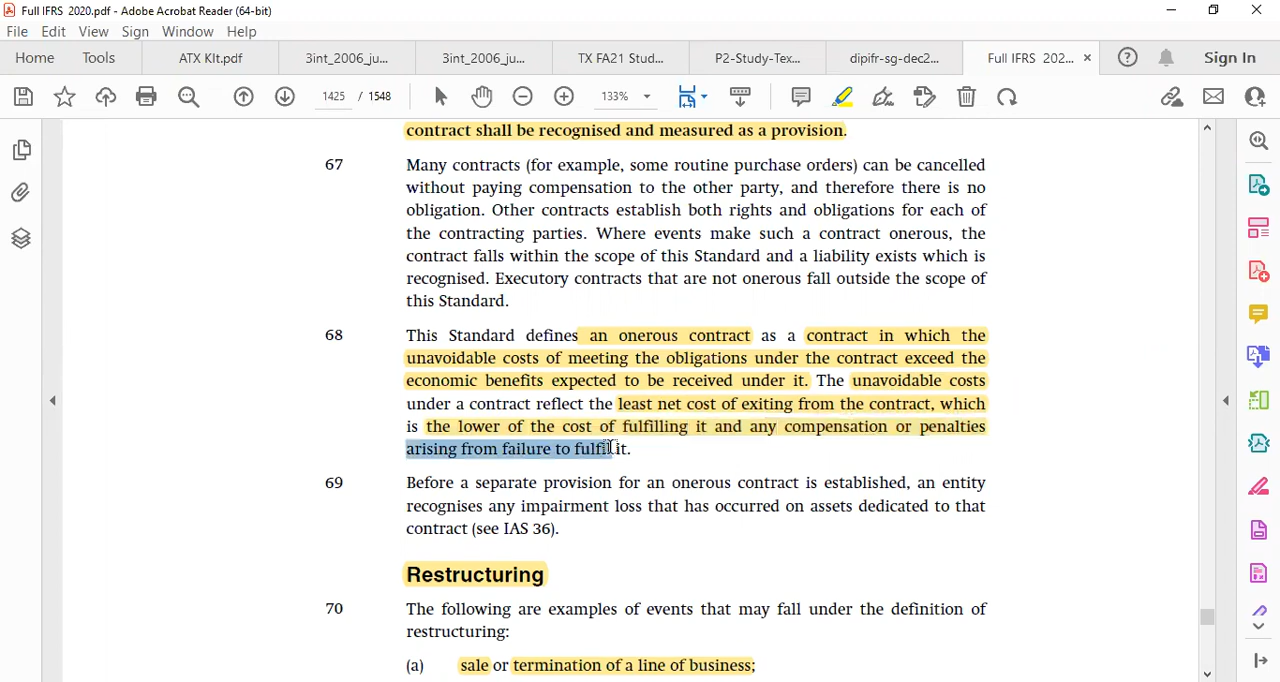 Full IFRS 2020.pdf - Adobe Acrobat Reader (64-bit)
File Edit View Sign Window Help
Home Tools ATX KIt.pdf 3int_2006_ju... 3int_2006_ju... TX FA21 Stud... P2-Study-Tex... dipifr-sg-dec2... Full IFRS 202... × Sign In
1425 / 1548 133%
contract shall be recognised and measured as a provision.
67 Many contracts (for example, some routine purchase orders) can be cancelled
without paying compensation to the other party, and therefore there is no
obligation. Other contracts establish both rights and obligations for each of
the contracting parties. Where events make such a contract onerous, the
contract falls within the scope of this Standard and a liability exists which is
recognised. Executory contracts that are not onerous fall outside the scope of
this Standard.
68 This Standard defines an onerous contract as a contract in which the
unavoidable costs of meeting the obligations under the contract exceed the
economic benefits expected to be received under it. The unavoidable costs
under a contract reflect the least net cost of exiting from the contract, which
is the lower of the cost of fulfilling it and any compensation or penalties
arising from failure to fulfil it.
69 Before a separate provision for an onerous contract is established, an entity
recognises any impairment loss that has occurred on assets dedicated to that
contract (see IAS 36).
Restructuring
70 The following are examples of events that may fall under the definition of
restructuring:
(a) sale or termination of a line of business;